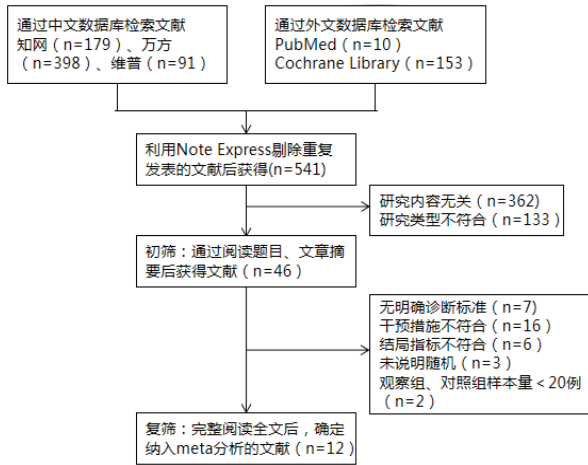 通过中文数据库检索文献
知网（n=179）、万方
（n=398）、维普（n=91）
通过外文数据库检索文献
PubMed（n=10）
Cochrane Library（n=153）
利用Note Express剔除重复
发表的文献后获得(n=541)
研究内容无关（n=362）
研究类型不符合（n=133）
初筛：通过阅读题目、文章摘
要后获得文献（n=46）
无明确诊断标准（n=7）
干预措施不符合（n=16）
结局指标不符合（n=6）
未说明随机（n=3）
观察组、对照组样本量＜20例
（n=2）
复筛：完整阅读全文后，确定
纳入meta分析的文献（n=12）